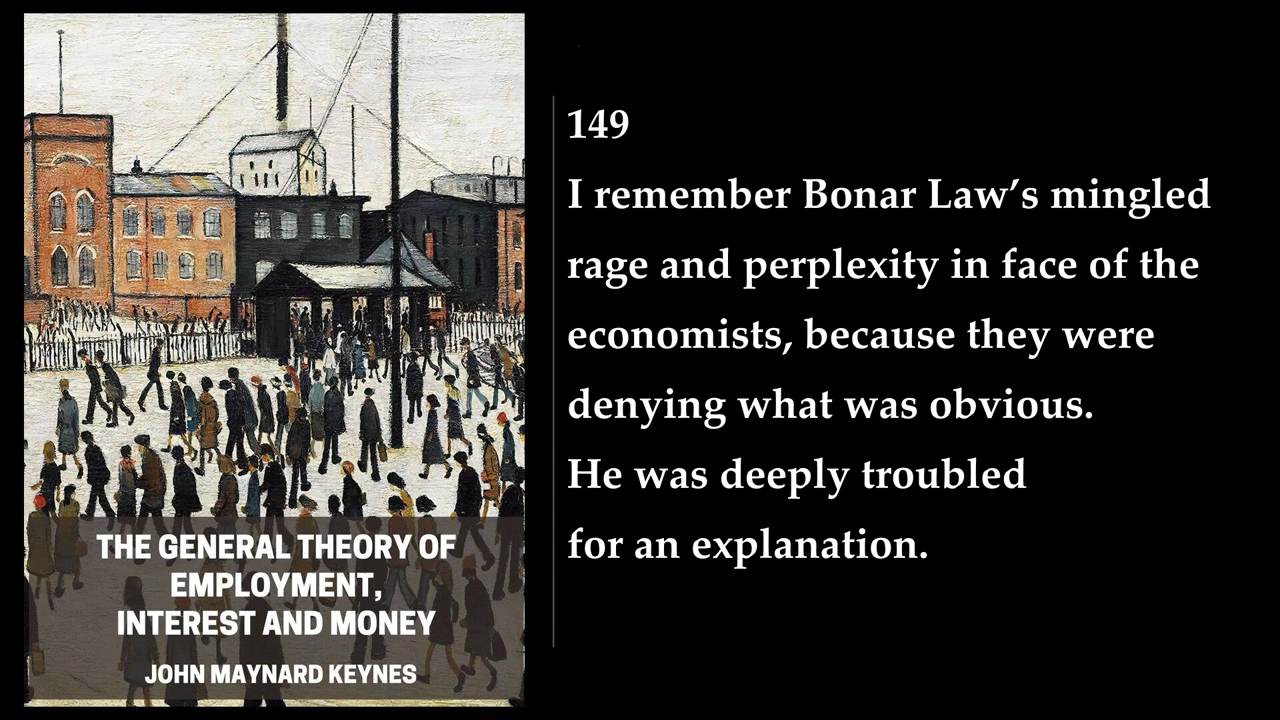 THE GENERAL THEORY OF
EMPLOYMENT,
INTEREST AND MONEY
JOHN MAYNARD KEYNES
149
I remember Bonar Law’s mingled
rage and perplexity in face of the
economists, because they were
denying what was obvious.
He was deeply troubled
for an explanation.